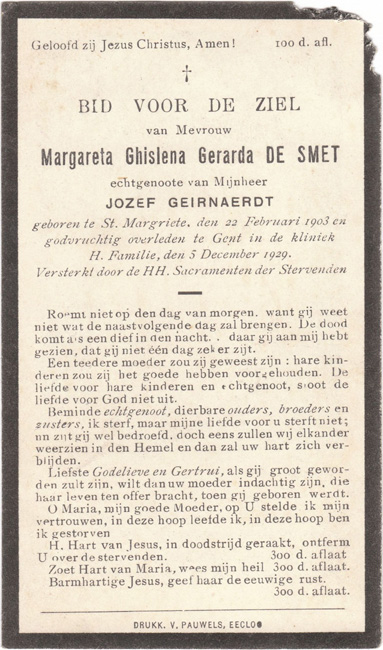 Geloofd zij Jezus Christus, Amen! 100 d. afl.
†
BID VOOR DE ZIEL
van Mevrouw
Margareta Ghislena Gerarda DE SMET
echtgenoote van Mijnheer
JOZEF GEIRNAERDT
geboren te St. Margriete, den 22 Februari 1903 en
godvruchtig overleden te Gent in de kliniek
H. Familie, den 5 December 1929.
Versterkt door de HH. Sacramenten der Stervenden
Roemt niet op den dag van morgen, want gij weet
niet wat de naastvolgende dag zal brengen. De dood
komt als een dief in den nacht... daar gij aan mij hebt
gezien, dat gij niet één dag zeker zijt.
Een teedere moeder zou zij geweest zijn : hare kin-
deren zou zij het goede hebben voorgehouden. De
liefde voor hare kinderen en echtgenoot, sloot de
liefde voor God niet uit.
Beminde echtgenoot, dierbare ouders, broeders en
zusters, ik sterf, maar mijne liefde voor u sterft niet;
nu zijt gij wel bedroefd, doch eens zullen wij elkander
weerzien in den Hemel en dan zal uw hart zich ver-
blijden.
Liefste Godelieve en Gertrui, als gij groot gewor-
den zult zijn, wilt dan uw moeder indachtig zijn, die
haar leven ten offer bracht, toen gij geboren werdt.
O Maria, mijn goede Moeder, op U stelde ik mijn
vertrouwen, in deze hoop leefde ik, in deze hoop ben
ik gestorven
H. Hart van Jesus, in doodstrijd geraakt, ontferm
U over de stervenden. 300 d. aflaat
Zoet Hart van Maria, wees mijn heil 300 d. aflaat.
Barmhartige Jesus, geef haar de eeuwige rust.
300 d. aflaat.
DRUKK. V. PAUWELS, EECLOO